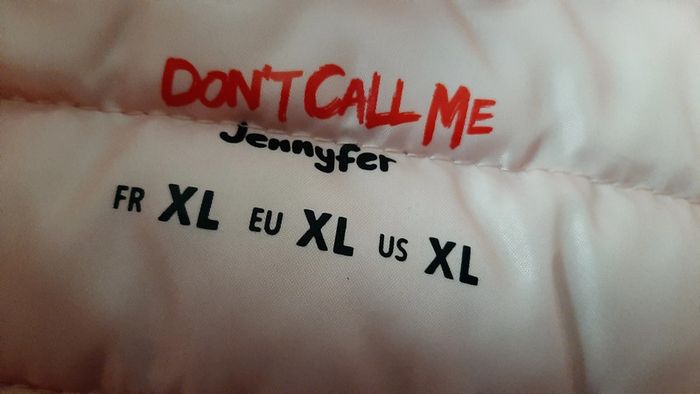 DON'T CALL ME
Jennyfer
FR XL EU XL US XL